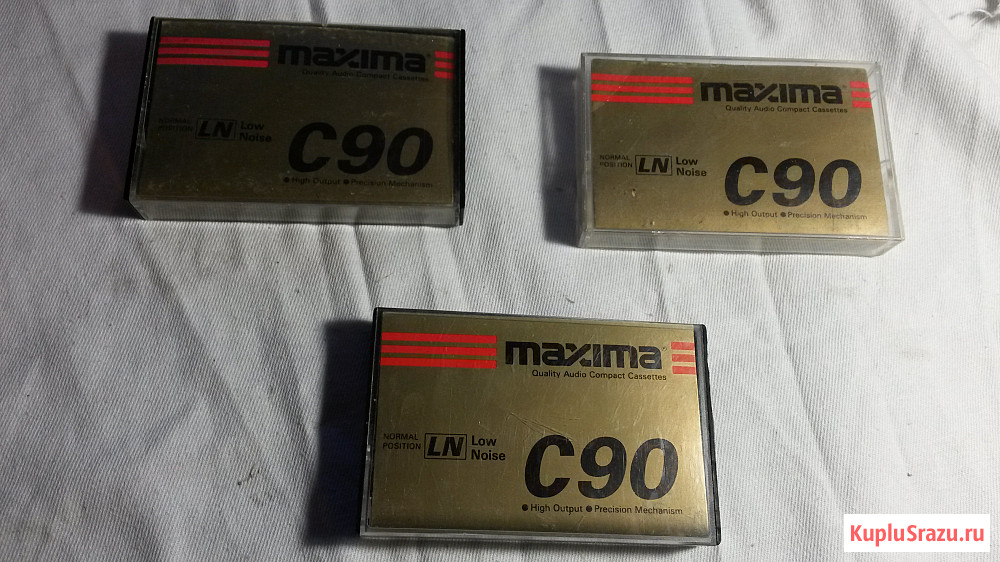 maxima
Quality Audio Compact Cassettes
NORMAL
POSITION
LN
Low
Noise
C90
● High Output ● Precision Mechanism
maxima
Quality Audio Compact Cassettes
NORMAL
POSITION
LN
Low
Noise
C90
● High Output ● Precision Mechanism
maxima
Quality Audio Compact Cassettes
NORMAL
POSITION
LN
Low
Noise
C90
● High Output ● Precision Mechanism
KupluSrazu.ru